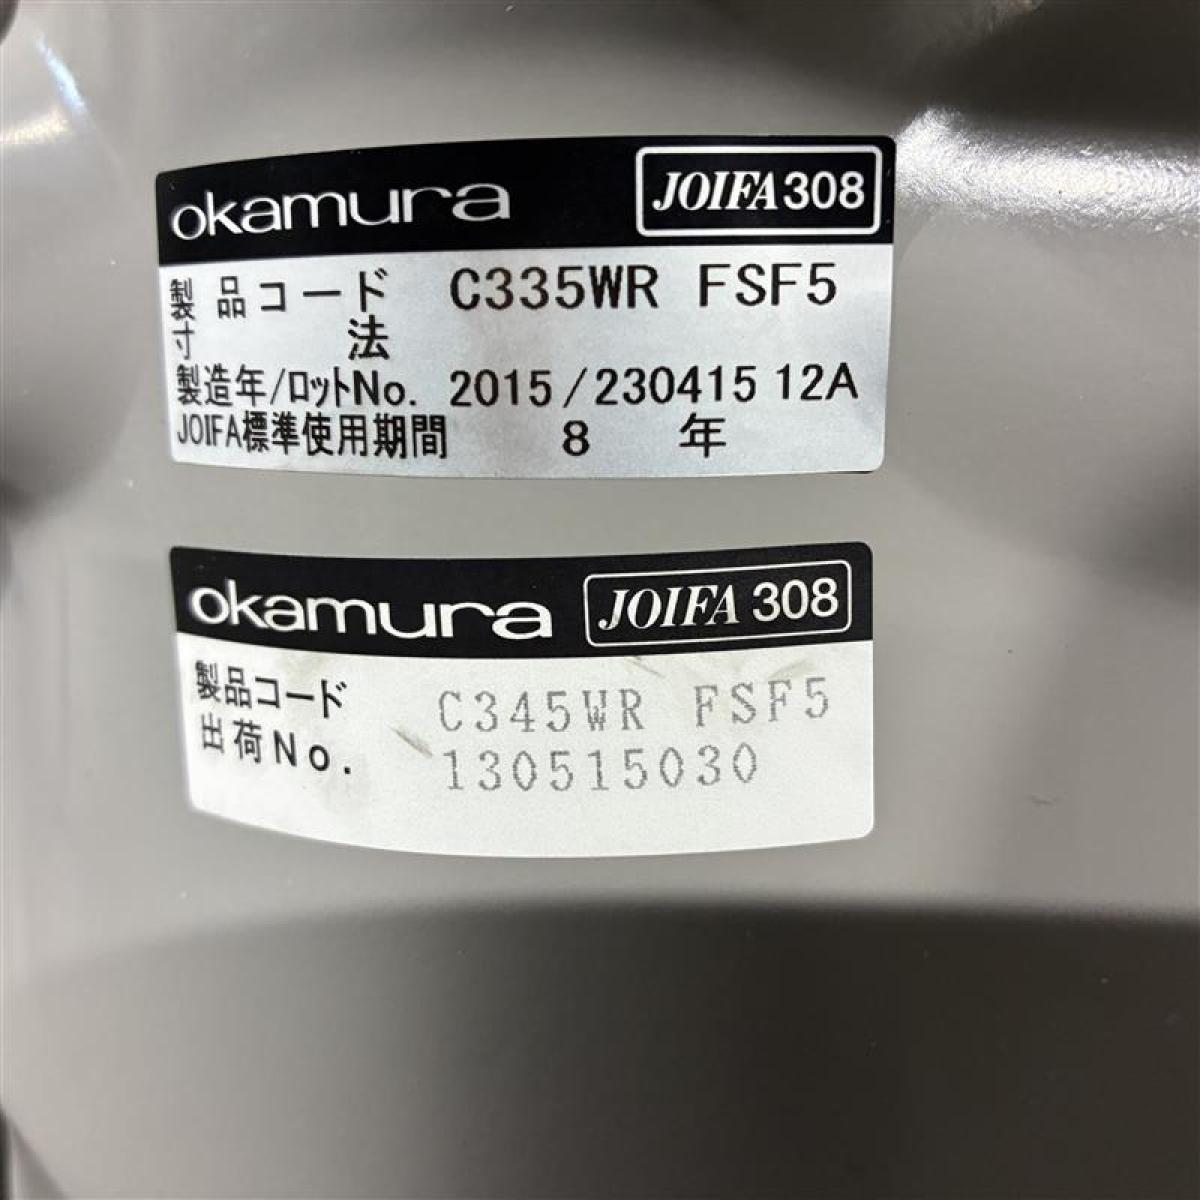 okamura JOIFA308
製品コード C335WR FSF5
寸法
製造年/ロットNo. 2015/230415 12A
JOIFA標準使用期間 8 年
okamura JOIFA 308
製品コード C345WR FSF5
出荷No. 130515030